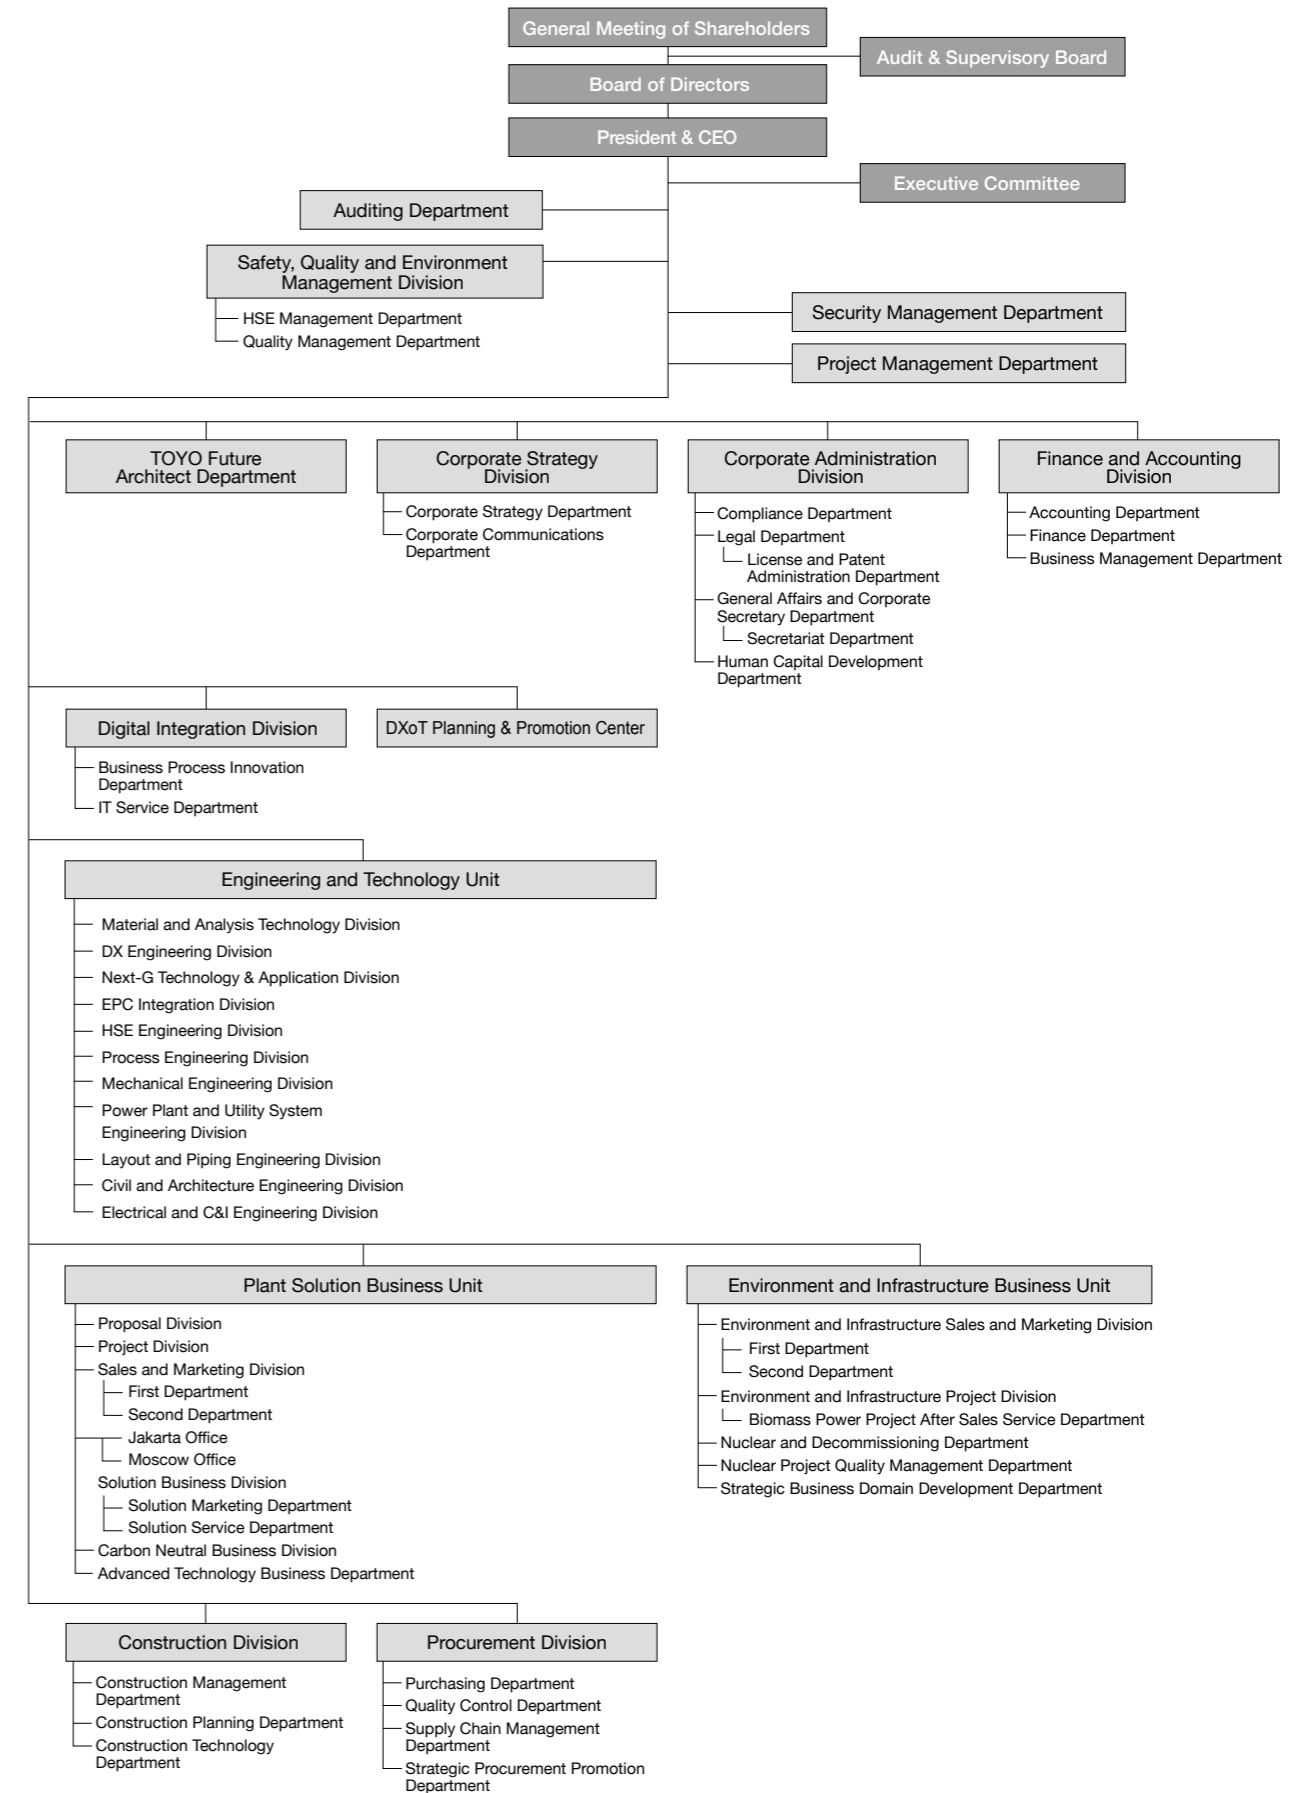 General Meeting of Shareholders
Audit & Supervisory Board
Board of Directors
President & CEO
Executive Committee
Auditing Department
Safety, Quality and Environment
Management Division
HSE Management Department
Quality Management Department
Security Management Department
Project Management Department
TOYO Future
Architect Department
Corporate Strategy
Division
Corporate Strategy Department
Corporate Communications
Department
Corporate Administration
Division
Compliance Department
Legal Department
License and Patent
Administration Department
General Affairs and Corporate
Secretary Department
Secretariat Department
Human Capital Development
Department
Finance and Accounting
Division
Accounting Department
Finance Department
Business Management Department
Digital Integration Division
Business Process Innovation
Department
IT Service Department
DXoT Planning & Promotion Center
Engineering and Technology Unit
Material and Analysis Technology Division
DX Engineering Division
Next-G Technology & Application Division
EPC Integration Division
HSE Engineering Division
Process Engineering Division
Mechanical Engineering Division
Power Plant and Utility System
Engineering Division
Layout and Piping Engineering Division
Civil and Architecture Engineering Division
Electrical and C&I Engineering Division
Plant Solution Business Unit
Proposal Division
Project Division
Sales and Marketing Division
First Department
Second Department
Jakarta Office
Moscow Office
Solution Business Division
Solution Marketing Department
Solution Service Department
Carbon Neutral Business Division
Advanced Technology Business Department
Environment and Infrastructure Business Unit
Environment and Infrastructure Sales and Marketing Division
First Department
Second Department
Environment and Infrastructure Project Division
Biomass Power Project After Sales Service Department
Nuclear and Decommissioning Department
Nuclear Project Quality Management Department
Strategic Business Domain Development Department
Construction Division
Construction Management
Department
Construction Planning Department
Construction Technology
Department
Procurement Division
Purchasing Department
Quality Control Department
Supply Chain Management
Department
Strategic Procurement Promotion
Department